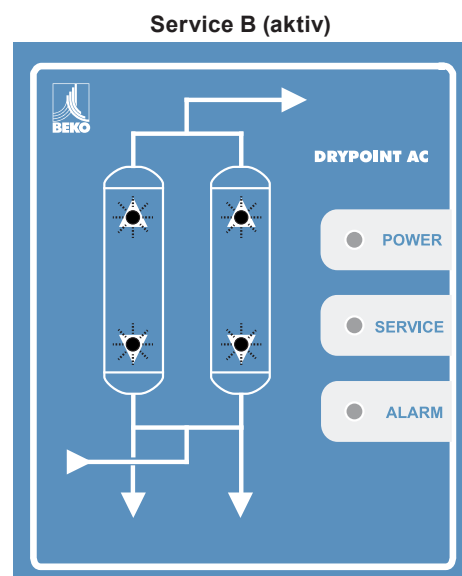 Service B (aktiv)
BEKO
DRYPOINT AC
POWER
SERVICE
ALARM